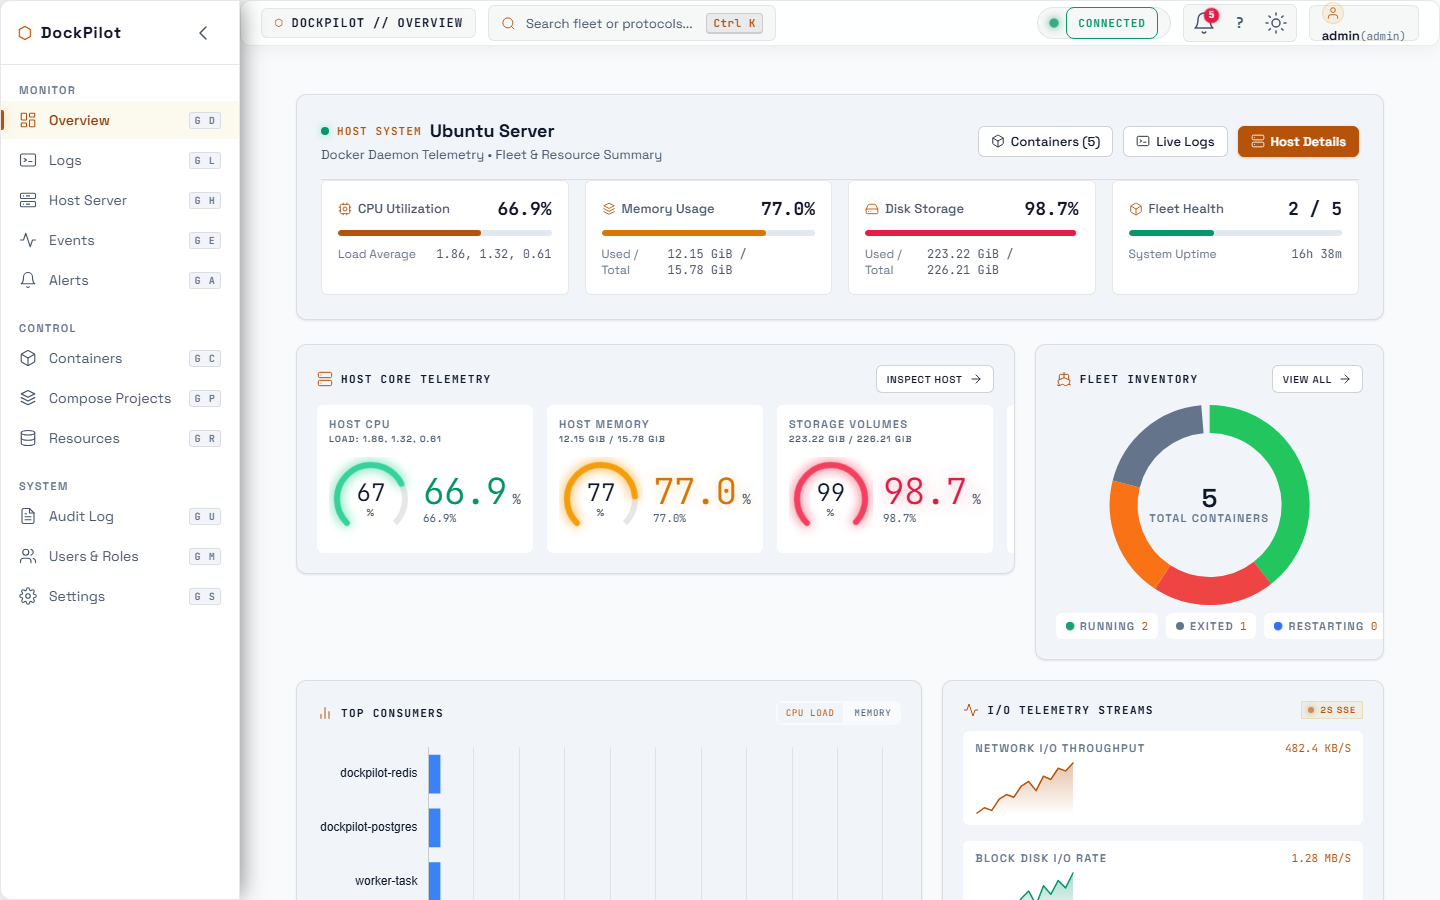 DockPilot
DOCKPILOT // OVERVIEW
Search fleet or protocols...
Ctrl K
CONNECTED
5
?
admin(admin)
MONITOR
Overview
G D
Logs
G L
Host Server
G H
Events
G E
Alerts
G A
CONTROL
Containers
G C
Compose Projects
G P
Resources
G R
SYSTEM
Audit Log
G U
Users & Roles
G M
Settings
G S
HOST SYSTEM Ubuntu Server
Docker Daemon Telemetry • Fleet & Resource Summary
Containers (5)
Live Logs
Host Details
CPU Utilization
66.9%
Load Average
1.86, 1.32, 0.61
Memory Usage
77.0%
Used / Total
12.15 GiB / 15.78 GiB
Disk Storage
98.7%
Used / Total
223.22 GiB / 226.21 GiB
Fleet Health
2 / 5
System Uptime
16h 38m
HOST CORE TELEMETRY
INSPECT HOST
HOST CPU
LOAD: 1.86, 1.32, 0.61
67
%
66.9 %
66.9%
HOST MEMORY
12.15 GIB / 15.78 GIB
77
%
77.0 %
77.0%
STORAGE VOLUMES
223.22 GIB / 226.21 GIB
99
%
98.7 %
98.7%
FLEET INVENTORY
VIEW ALL
5
TOTAL CONTAINERS
RUNNING 2
EXITED 1
RESTARTING 0
TOP CONSUMERS
CPU LOAD
MEMORY
dockpilot-redis
dockpilot-postgres
worker-task
I/O TELEMETRY STREAMS
2S SSE
NETWORK I/O THROUGHPUT
482.4 KB/S
BLOCK DISK I/O RATE
1.28 MB/S